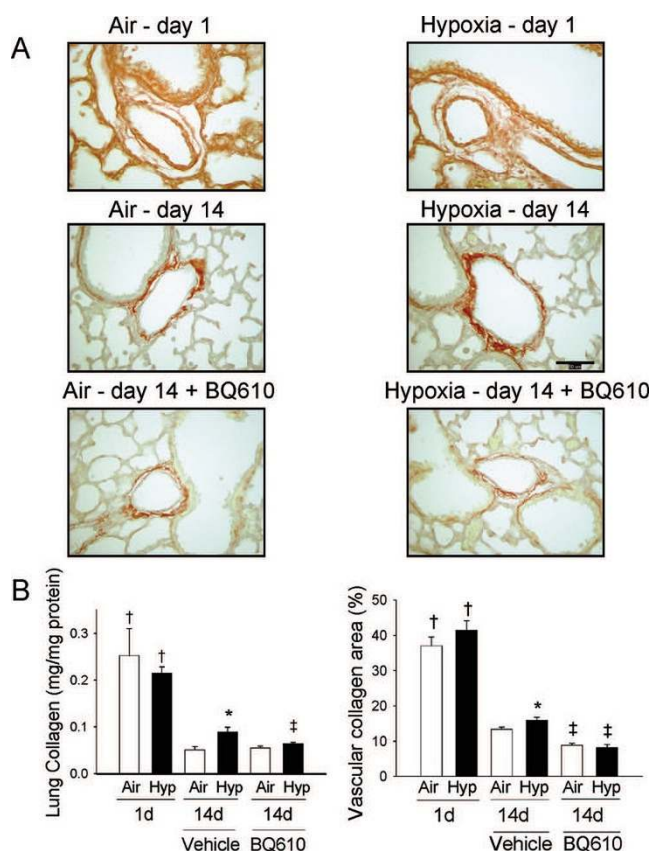 A
Air - day 1
Hypoxia - day 1
Air - day 14
Hypoxia - day 14
Air - day 14 + BQ610
Hypoxia - day 14 + BQ610
B
Lung Collagen (mg/mg protein)
0.3
0.2
0.1
0.0
†
†
*
‡
Air Hyp Air Hyp Air Hyp
1d 14d 14d
Vehicle BQ610
Vascular collagen area (%)
50
40
30
20
10
0
†
†
*
‡
‡
Air Hyp Air Hyp Air Hyp
1d 14d 14d
Vehicle BQ610